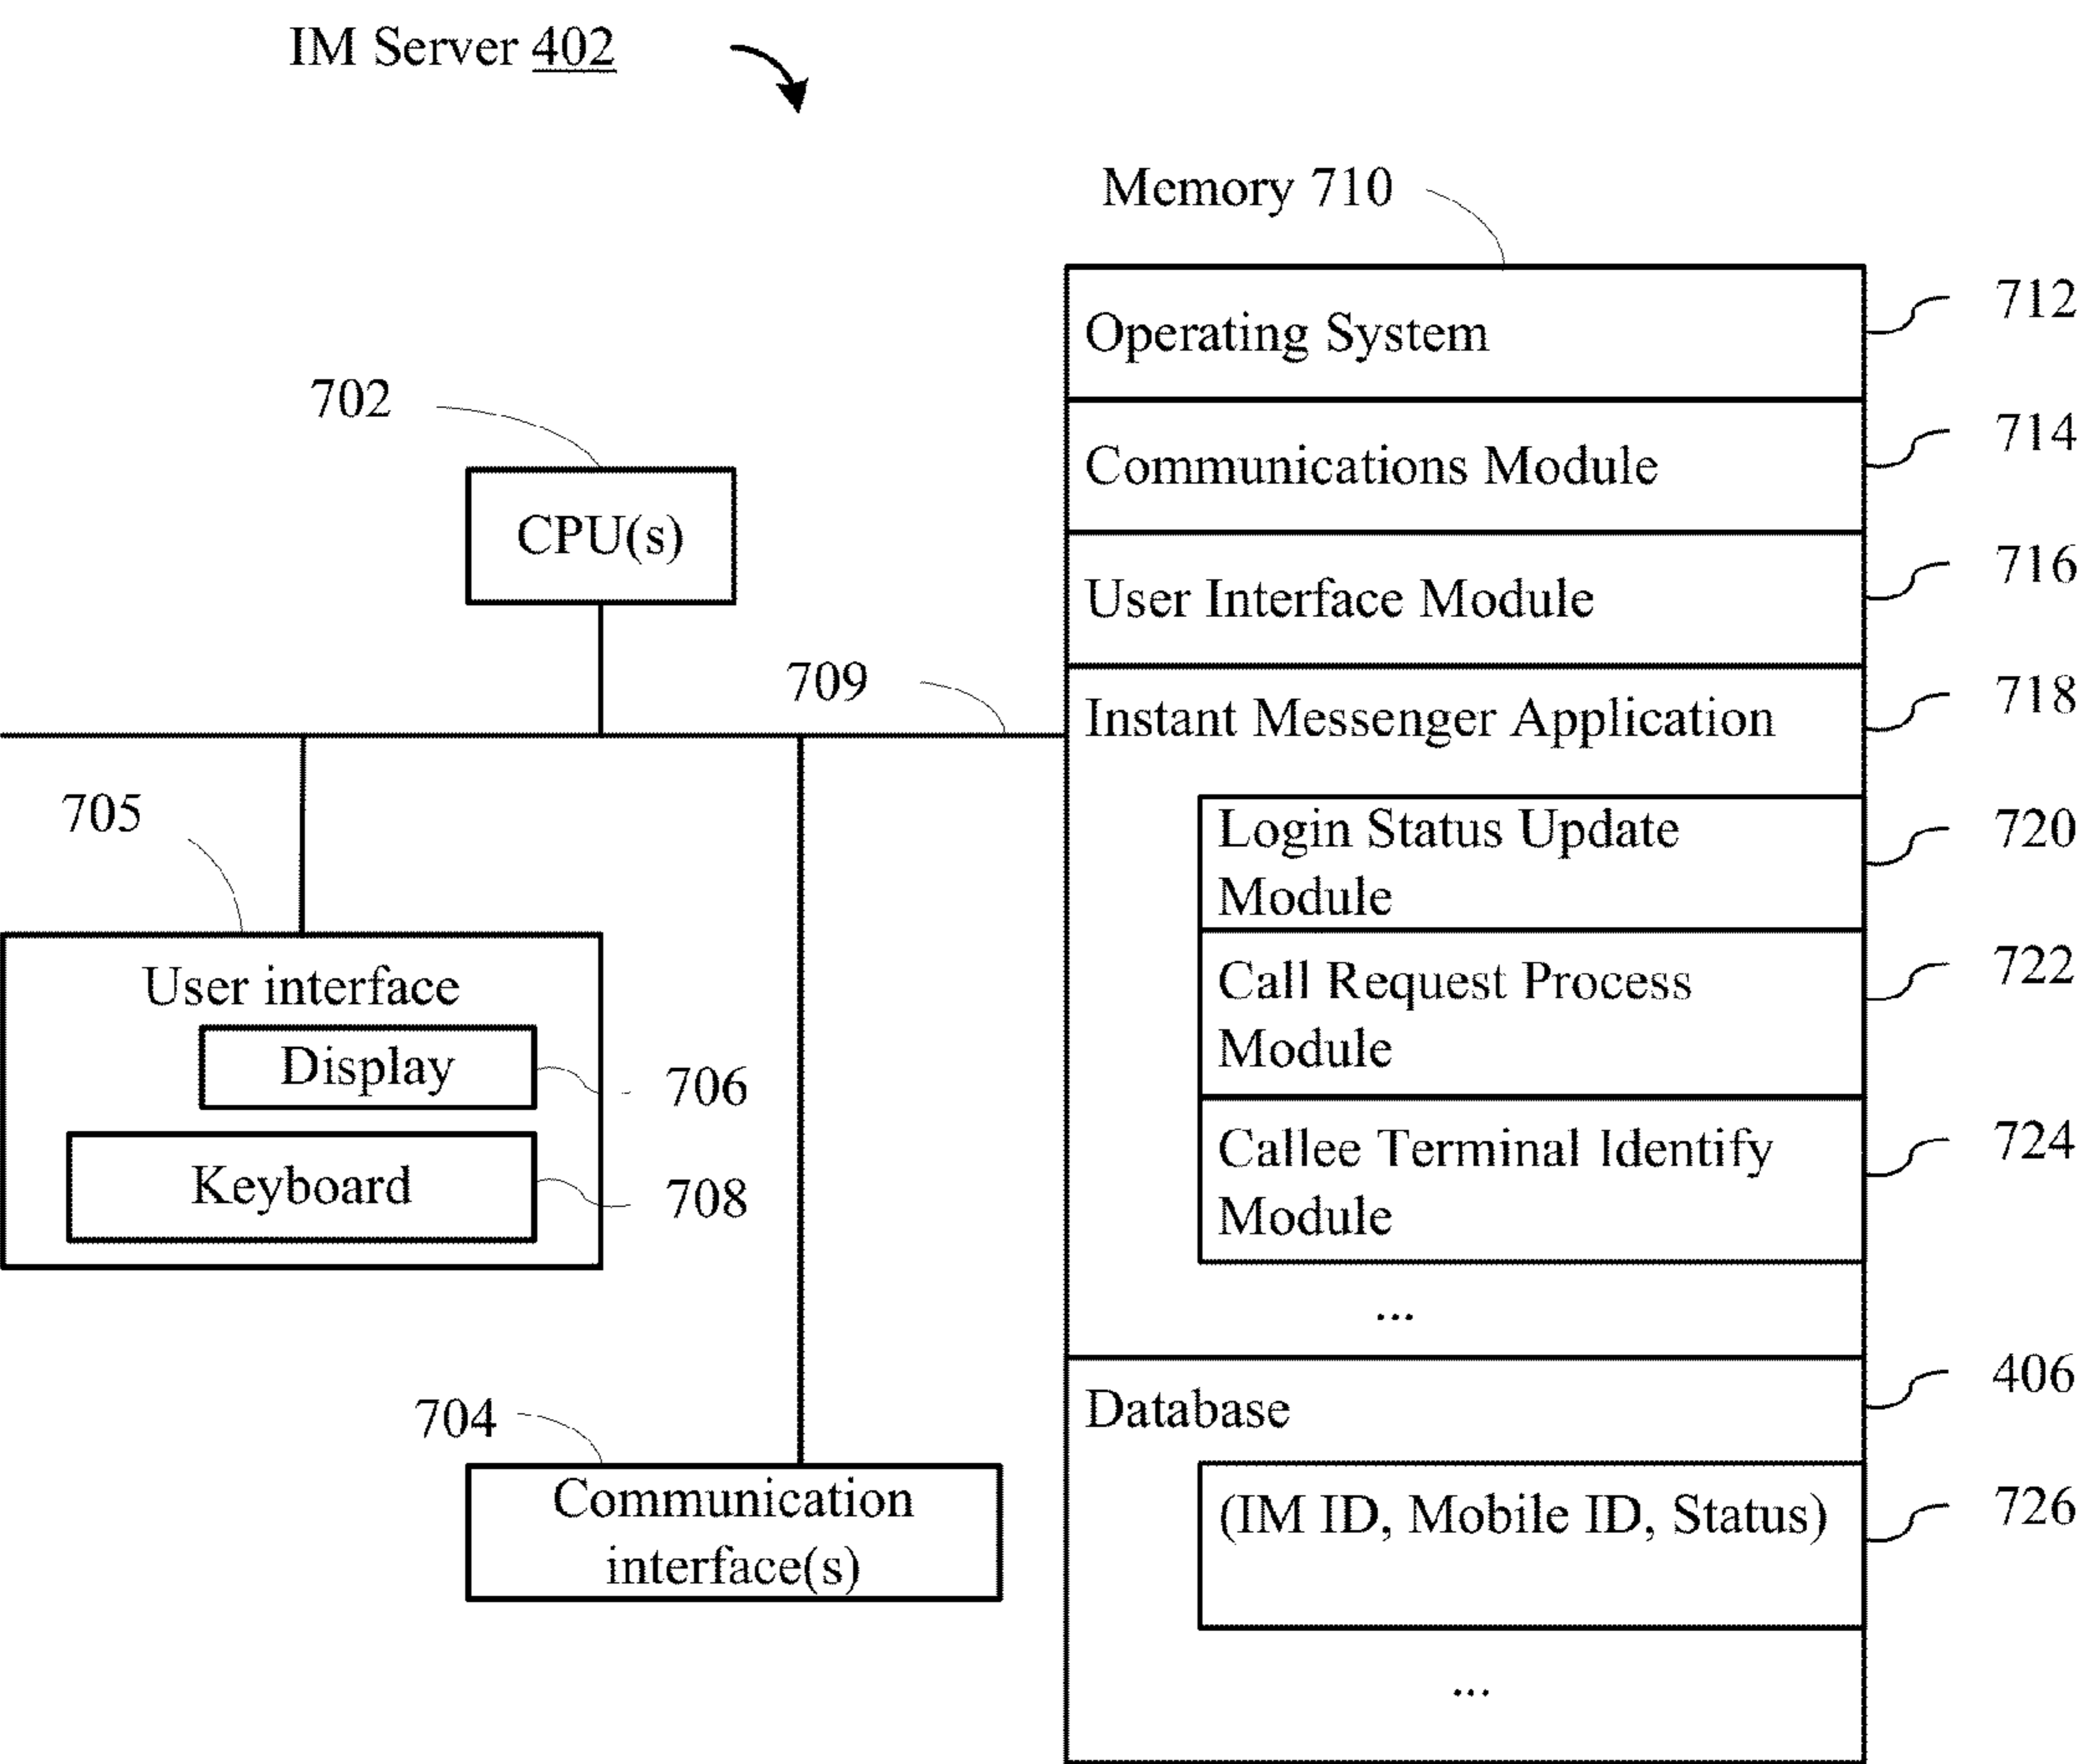 IM Server 402
Memory 710
Operating System
712
Communications Module
714
User Interface Module
716
Instant Messenger Application
718
Login Status Update
Module
720
Call Request Process
Module
722
Callee Terminal Identify
Module
724
...
Database
406
(IM ID, Mobile ID, Status)
726
...
702
CPU(s)
709
705
User interface
Display
706
Keyboard
708
704
Communication
interface(s)